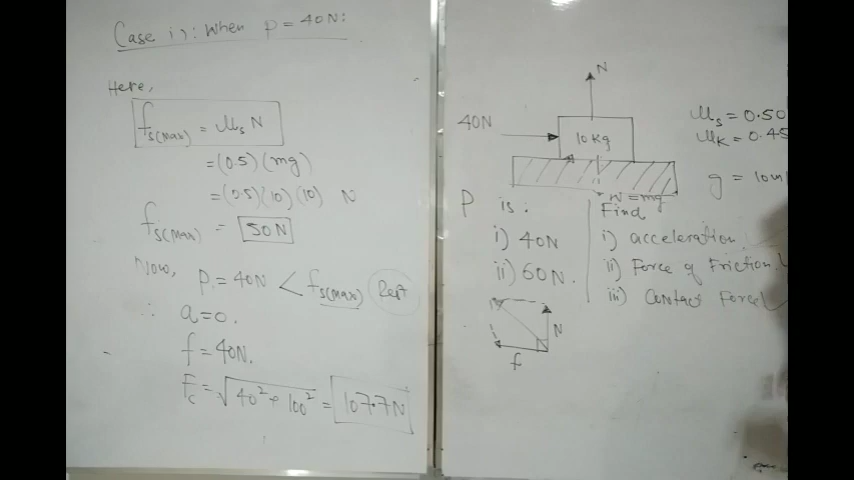 Case i): When P = 40N:
Here,
fs(max) = μs N
= (0.5) (mg)
= (0.5) (10) (10) N
fs(max) = 50N
Now, P = 40N < fs(max) Rest
∴ a=0.
f = 40N.
Fc = √40² + 100² = 107.7N
N
40N
10 Kg
W = mg
μs = 0.50
μK = 0.45
g = 10m/
P is:
i) 40N
ii) 60N.
Find
i) acceleration
ii) Force of Friction.
iii) Contact Force
N
f